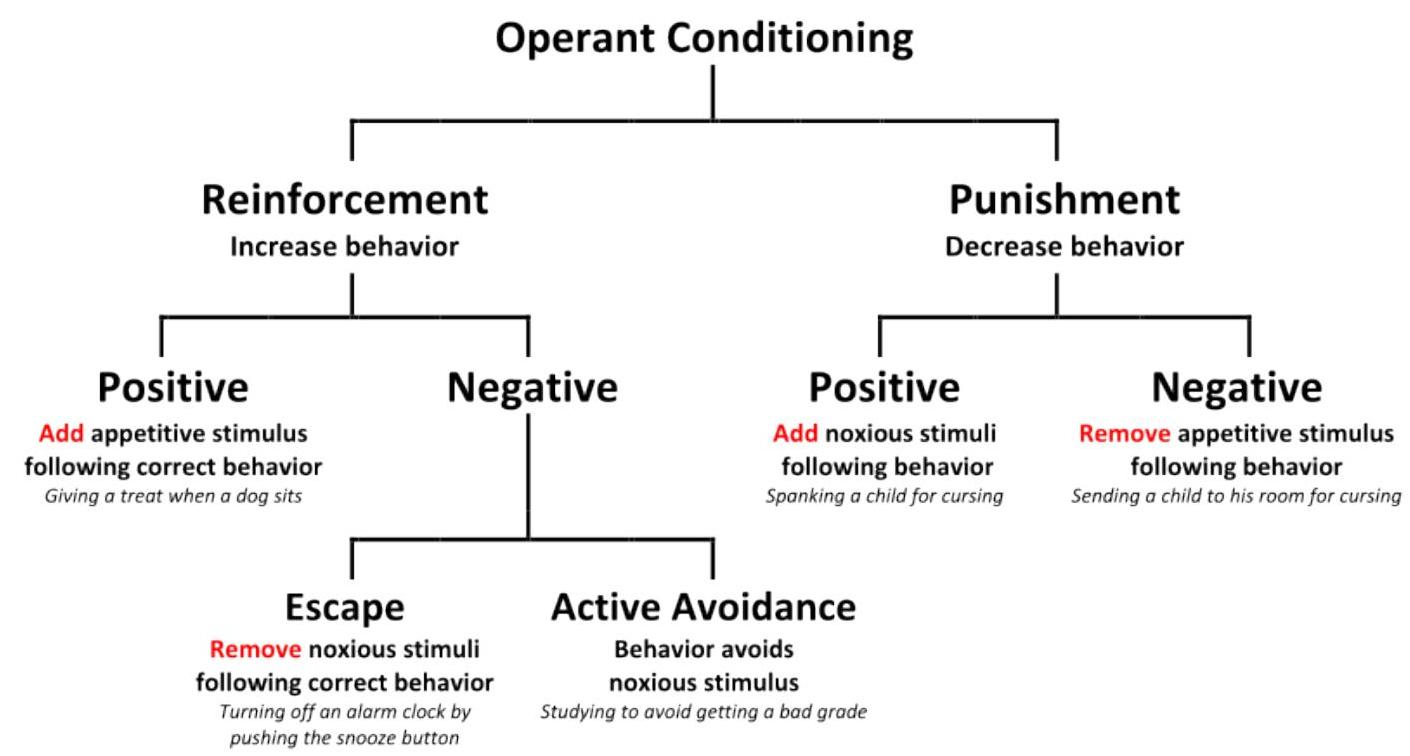 Operant Conditioning
Reinforcement
Increase behavior
Punishment
Decrease behavior
Positive
Add appetitive stimulus
following correct behavior
Giving a treat when a dog sits
Negative
Positive
Add noxious stimuli
following behavior
Spanking a child for cursing
Negative
Remove appetitive stimulus
following behavior
Sending a child to his room for cursing
Escape
Remove noxious stimuli
following correct behavior
Turning off an alarm clock by
pushing the snooze button
Active Avoidance
Behavior avoids
noxious stimulus
Studying to avoid getting a bad grade